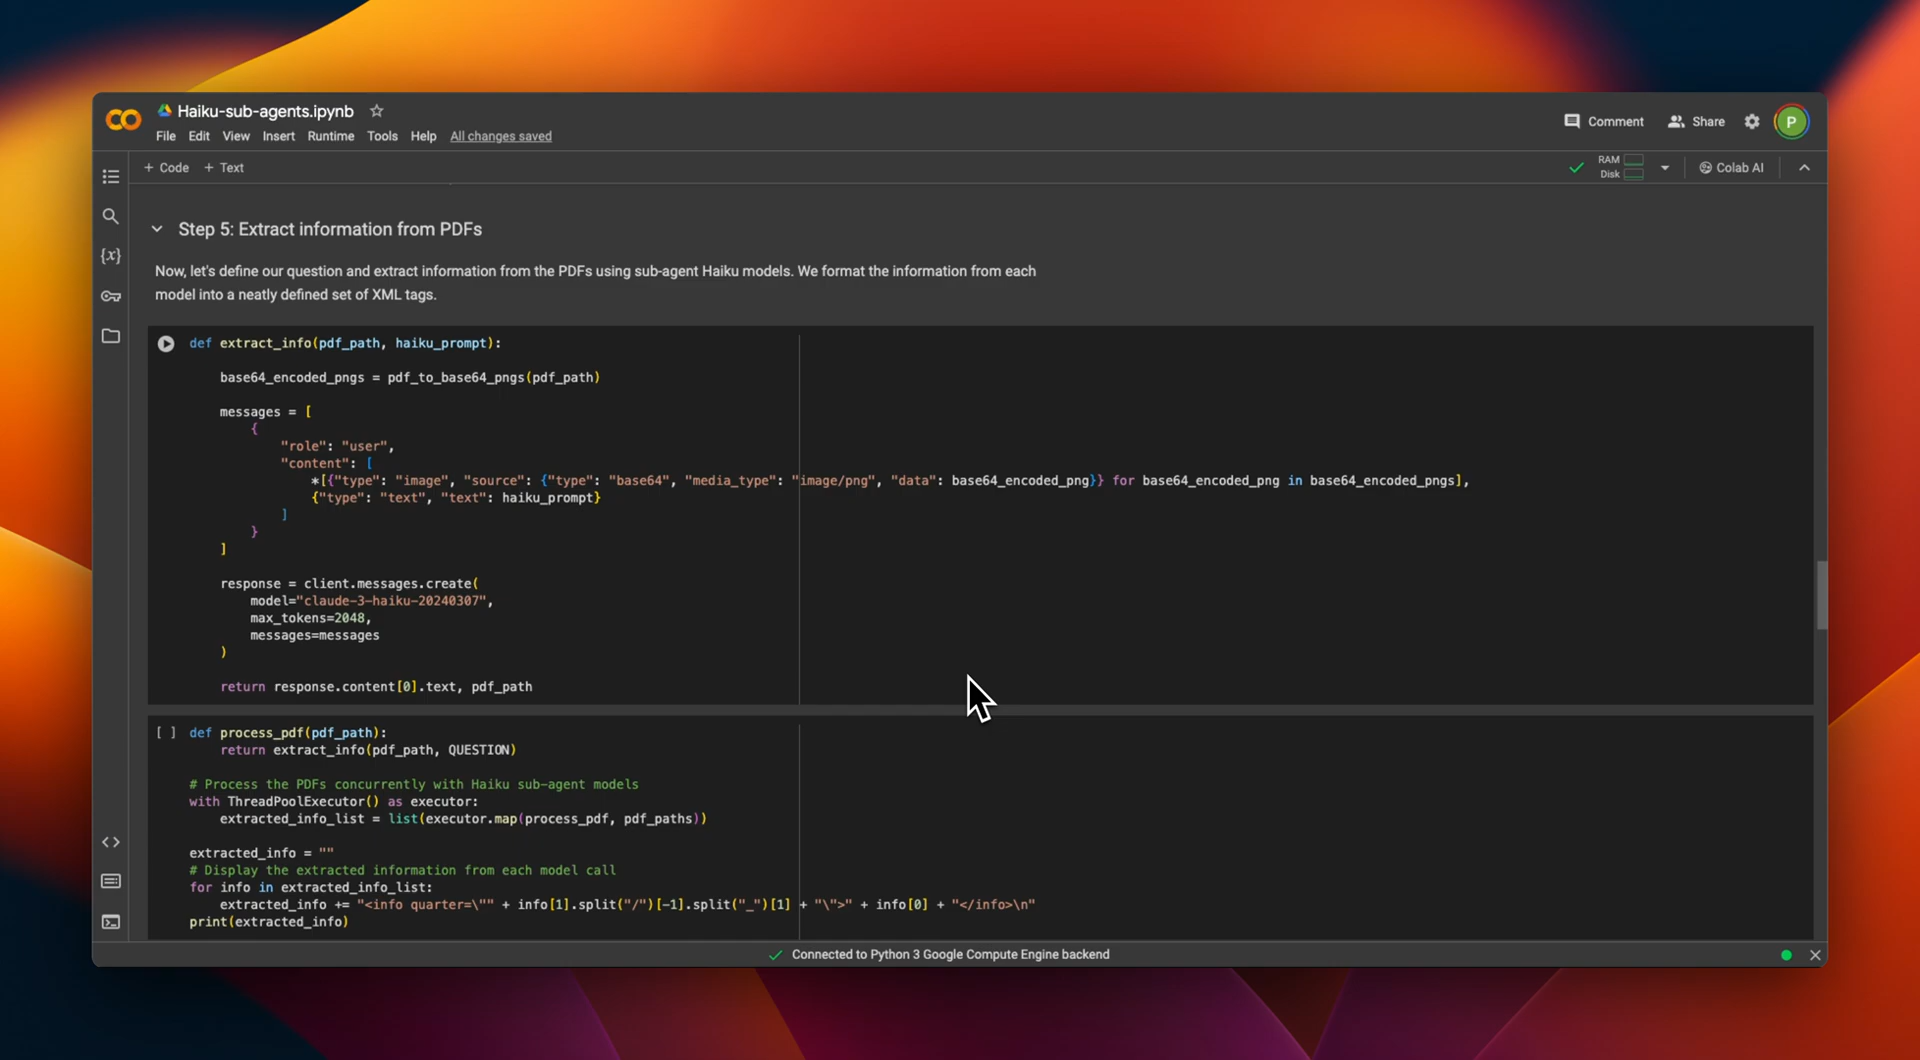 Haiku-sub-agents.ipynb
File Edit View Insert Runtime Tools Help All changes saved
Comment Share P
+ Code + Text
RAM
Disk
Colab AI
Step 5: Extract information from PDFs
Now, let's define our question and extract information from the PDFs using sub-agent Haiku models. We format the information from each
model into a neatly defined set of XML tags.
def extract_info(pdf_path, haiku_prompt):
base64_encoded_pngs = pdf_to_base64_pngs(pdf_path)
messages = [
{
"role": "user",
"content": [
*[{"type": "image", "source": {"type": "base64", "media_type": "image/png", "data": base64_encoded_png}} for base64_encoded_png in base64_encoded_pngs],
{"type": "text", "text": haiku_prompt}
]
}
]
response = client.messages.create(
model="claude-3-haiku-20240307",
max_tokens=2048,
messages=messages
)
return response.content[0].text, pdf_path
[ ] def process_pdf(pdf_path):
return extract_info(pdf_path, QUESTION)
# Process the PDFs concurrently with Haiku sub-agent models
with ThreadPoolExecutor() as executor:
extracted_info_list = list(executor.map(process_pdf, pdf_paths))
extracted_info = ""
# Display the extracted information from each model call
for info in extracted_info_list:
extracted_info += "<info quarter=\"" + info[1].split("/")[-1].split("_")[1] + "\">" + info[0] + "</info>\n"
print(extracted_info)
Connected to Python 3 Google Compute Engine backend